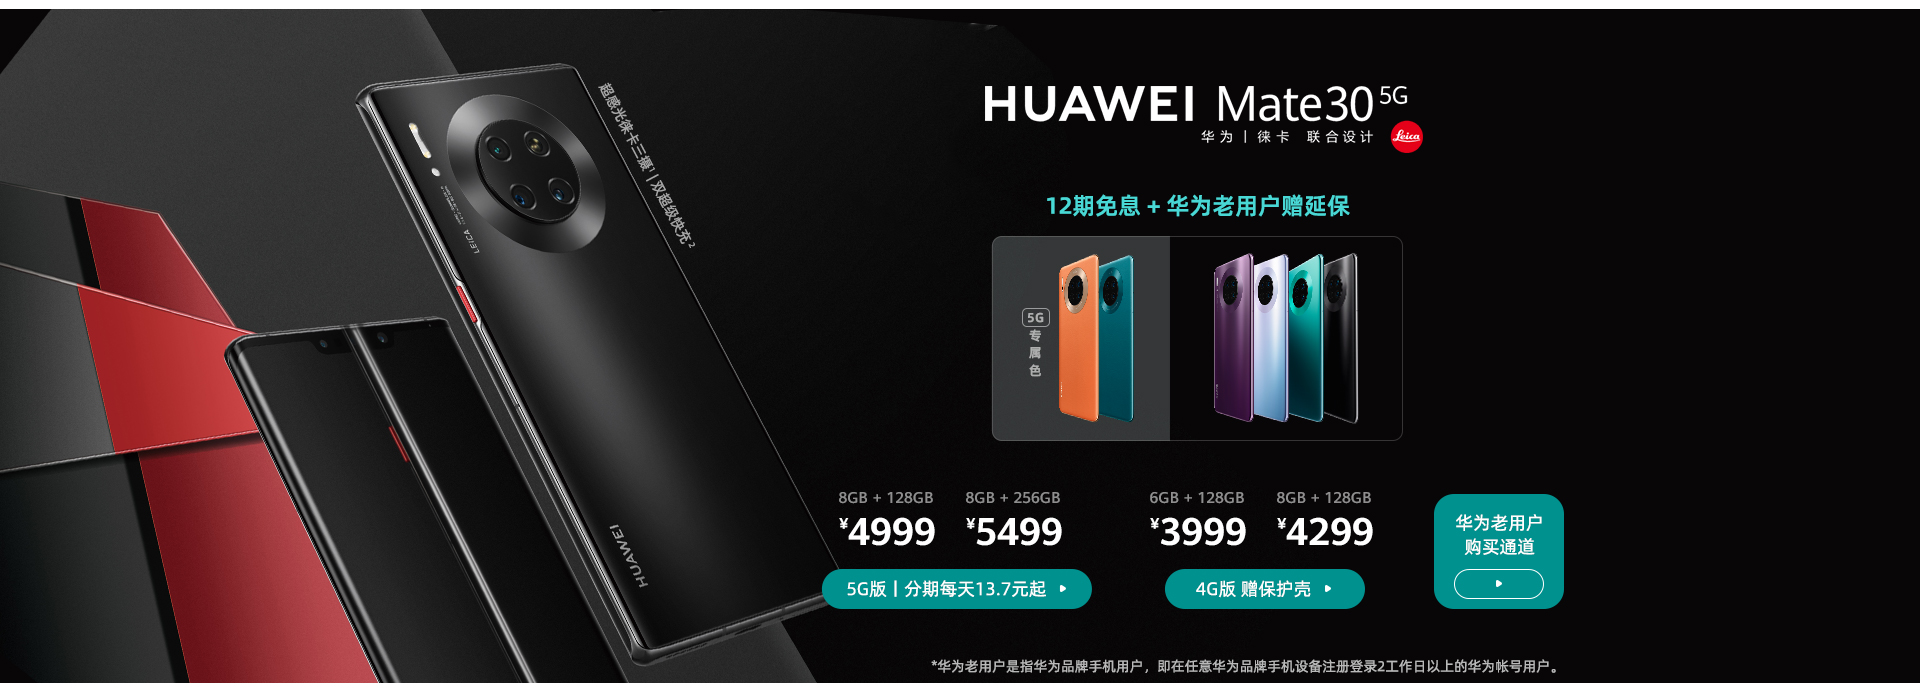 HUAWEI Mate30 5G
华为 | 徕卡 联合设计
Leica
超感光徕卡三摄¹ | 双超级快充²
LEICA
HUAWEI
12期免息 + 华为老用户赠延保
5G
专
属
色
8GB + 128GB 8GB + 256GB
¥4999 ¥5499
5G版 | 分期每天13.7元起
6GB + 128GB 8GB + 128GB
¥3999 ¥4299
4G版 赠保护壳
华为老用户
购买通道
*华为老用户是指华为品牌手机用户，即在任意华为品牌手机设备注册登录2工作日以上的华为帐号用户。